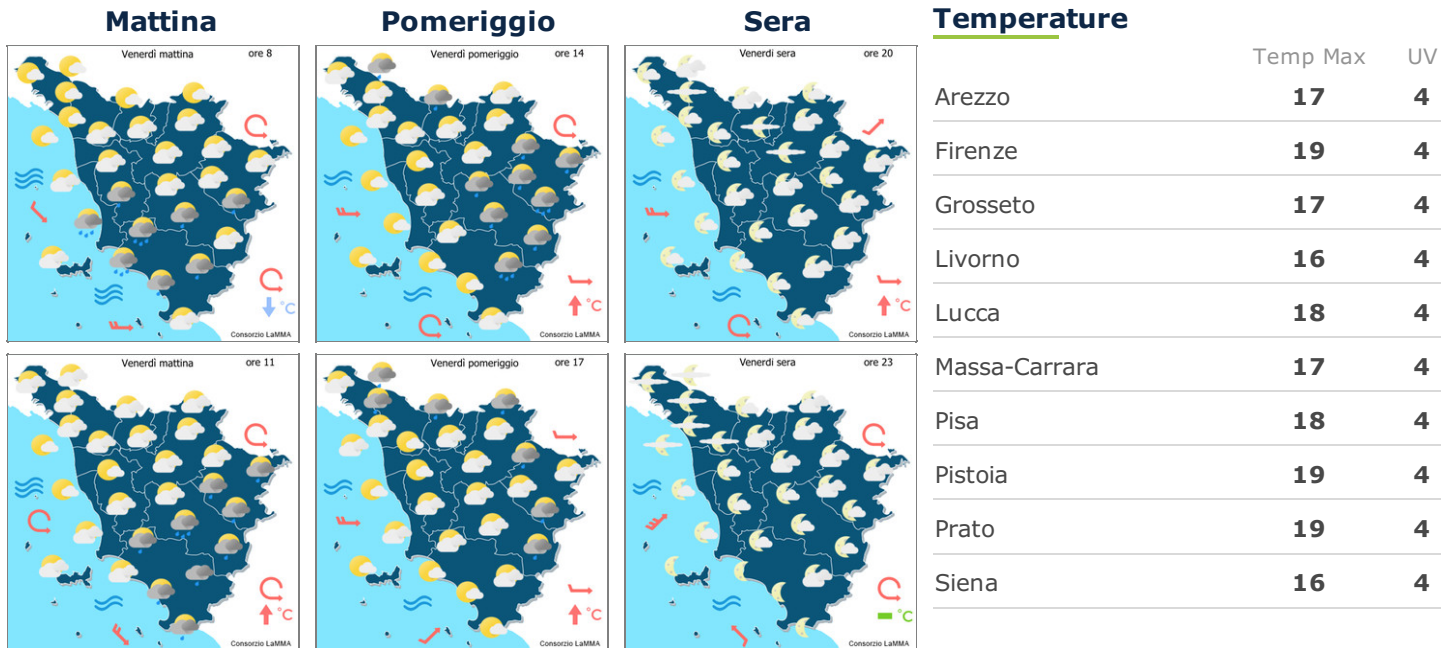 Mattina
Pomeriggio
Sera
Venerdì mattina ore 8
°C
Consorzio LaMMA
Venerdì pomeriggio ore 14
°C
Consorzio LaMMA
Venerdì sera ore 20
°C
Consorzio LaMMA
Venerdì mattina ore 11
°C
Consorzio LaMMA
Venerdì pomeriggio ore 17
°C
Consorzio LaMMA
Venerdì sera ore 23
°C
Consorzio LaMMA
Temperature
Temp Max UV
Arezzo 17 4
Firenze 19 4
Grosseto 17 4
Livorno 16 4
Lucca 18 4
Massa-Carrara 17 4
Pisa 18 4
Pistoia 19 4
Prato 19 4
Siena 16 4